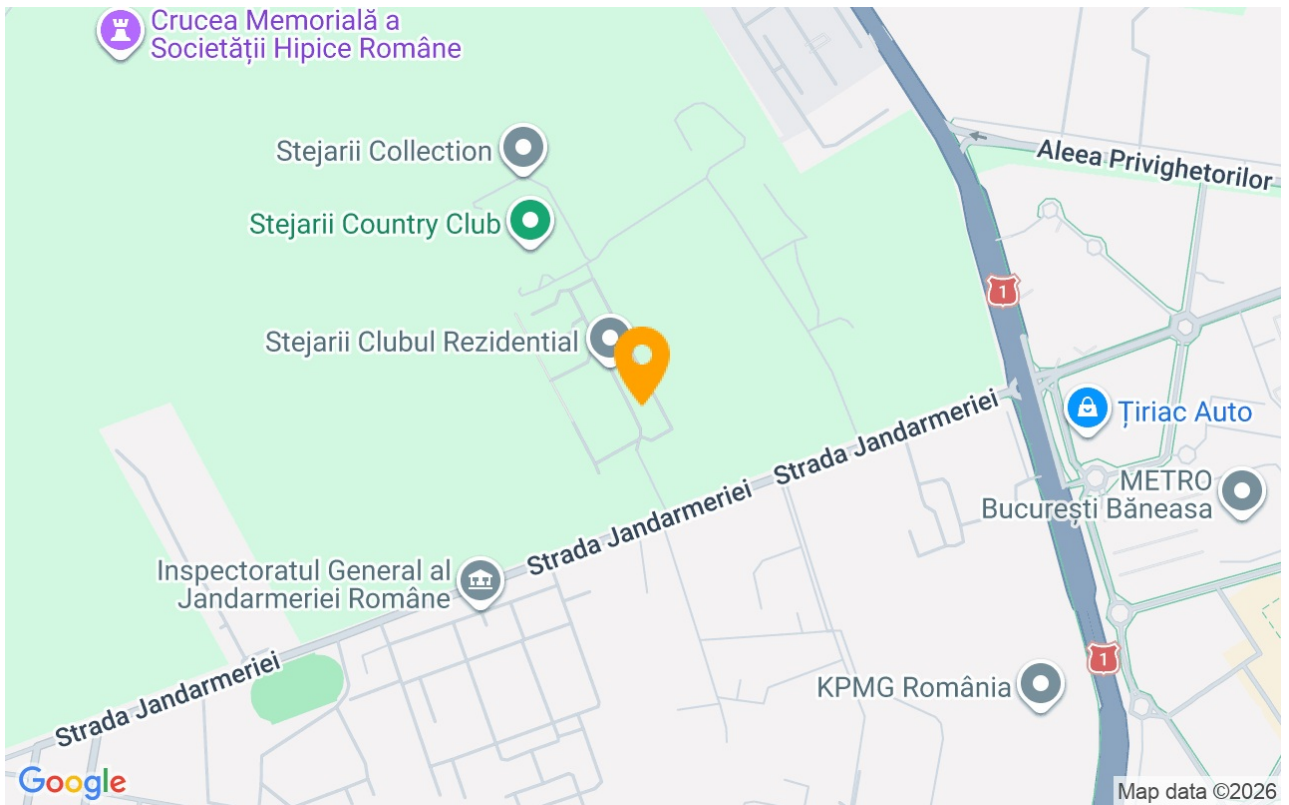 Crucea Memorială a
Societății Hipice Române
Stejarii Collection
Aleea Privighetorilor
Stejarii Country Club
1
Stejarii Clubul Rezidential
Țiriac Auto
Strada Jandarmeriei
METRO
București Băneasa
Strada Jandarmeriei
Inspectoratul General al
Jandarmeriei Române
1
KPMG România
Strada Jandarmeriei
Google
Map data ©2026